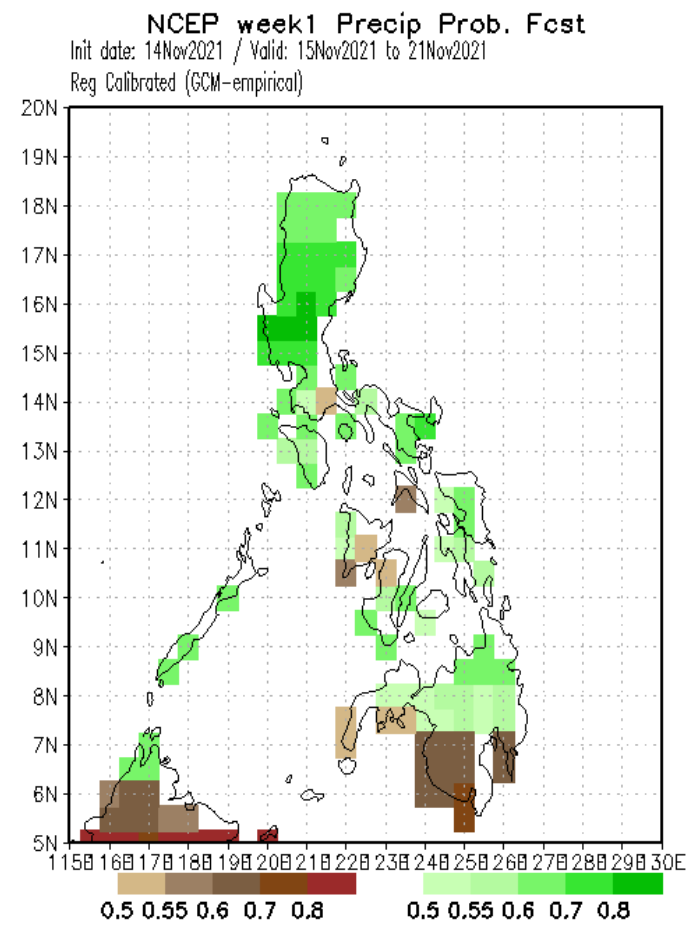 NCEP week1 Precip Prob. Fcst
Init date: 14Nov2021 / Valid: 15Nov2021 to 21Nov2021
Reg Calibrated (GCM-empirical)
20N
19N
18N
17N
16N
15N
14N
13N
12N
11N
10N
9N
8N
7N
6N
5N
115E 116E 117E 118E 119E 120E 121E 122E 123E 124E 125E 126E 127E 128E 129E 130E
0.5 0.55 0.6 0.7 0.8 0.5 0.55 0.6 0.7 0.8